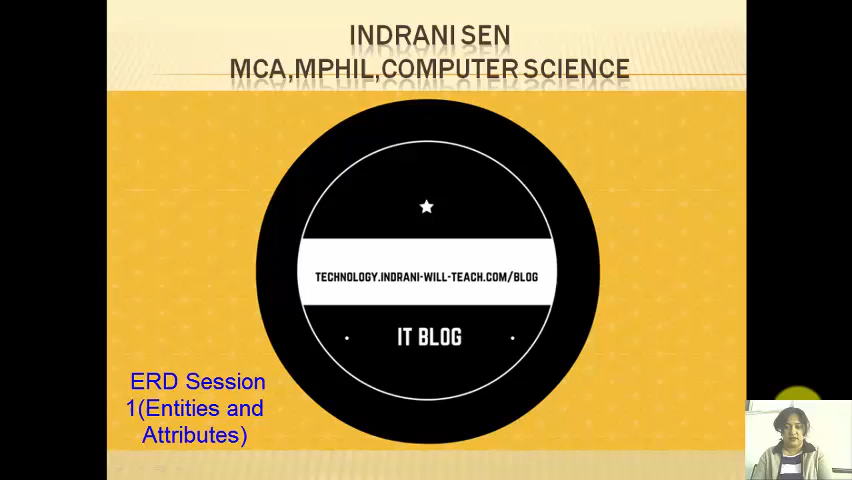 INDRANI SEN
MCA,MPHIL,COMPUTER SCIENCE
TECHNOLOGY.INDRANI-WILL-TEACH.COM/BLOG
IT BLOG
ERD Session
1(Entities and
Attributes)